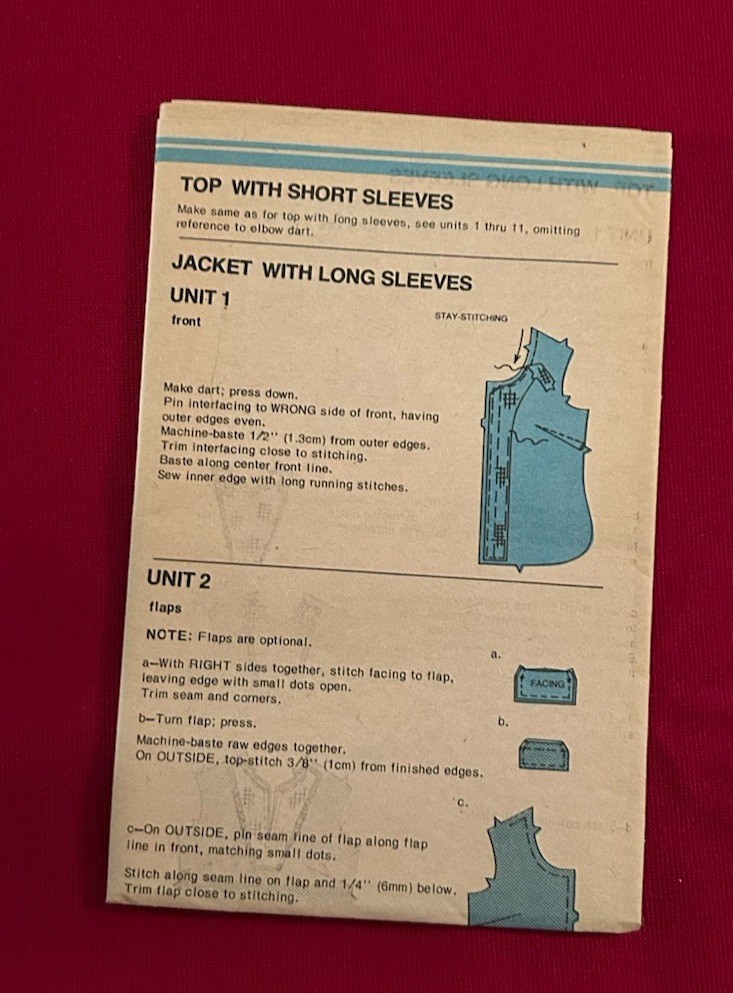 TOP WITH SHORT SLEEVES
Make same as for top with long sleeves, see units 1 thru 11, omitting
reference to elbow dart.
JACKET WITH LONG SLEEVES
UNIT 1
front
STAY-STITCHING
Make dart; press down.
Pin interfacing to WRONG side of front, having
outer edges even.
Machine-baste 1/2'' (1.3cm) from outer edges.
Trim interfacing close to stitching.
Baste along center front line.
Sew inner edge with long running stitches.
UNIT 2
flaps
NOTE: Flaps are optional.
a.
a—With RIGHT sides together, stitch facing to flap,
leaving edge with small dots open.
Trim seam and corners.
FACING
b—Turn flap; press.
b.
Machine-baste raw edges together.
On OUTSIDE, top-stitch 3/8'' (1cm) from finished edges.
c.
c—On OUTSIDE, pin seam line of flap along flap
line in front, matching small dots.
Stitch along seam line on flap and 1/4'' (6mm) below.
Trim flap close to stitching.